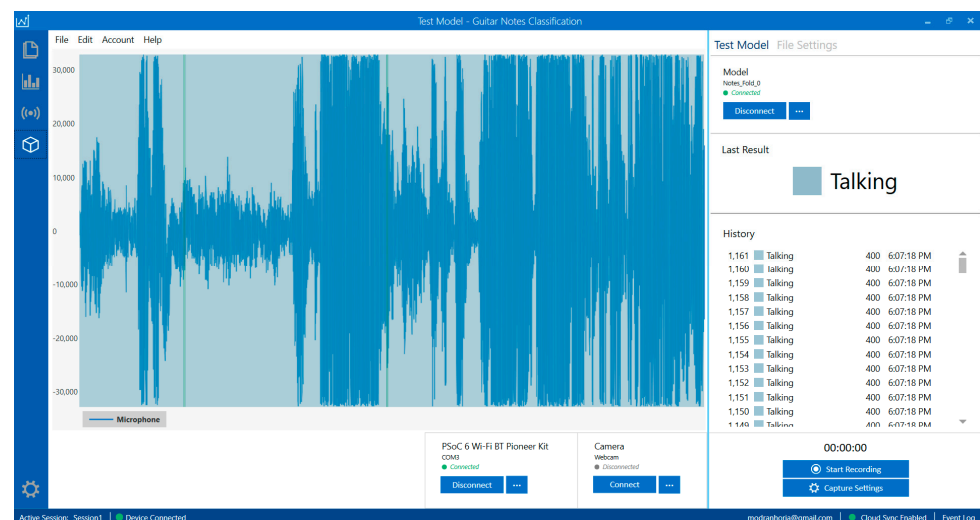 Test Model - Guitar Notes Classification
File Edit Account Help
30,000
20,000
10,000
0
-10,000
-20,000
-30,000
Microphone
PSoC 6 Wi-Fi BT Pioneer Kit
COM3
Connected
Disconnect ...
Camera
Webcam
Disconnected
Connect ...
Test Model File Settings
Model
Notes_Fold_0
Connected
Disconnect ...
Last Result
Talking
History
1,161 Talking 400 6:07:18 PM
1,160 Talking 400 6:07:18 PM
1,159 Talking 400 6:07:18 PM
1,158 Talking 400 6:07:18 PM
1,157 Talking 400 6:07:18 PM
1,156 Talking 400 6:07:18 PM
1,155 Talking 400 6:07:18 PM
1,154 Talking 400 6:07:18 PM
1,153 Talking 400 6:07:18 PM
1,152 Talking 400 6:07:18 PM
1,151 Talking 400 6:07:18 PM
1,150 Talking 400 6:07:18 PM
1,149 Talking 400 6:07:18 PM
00:00:00
Start Recording
Capture Settings
Active Session: Session1 Device Connected modranhoria@gmail.com Cloud Sync Enabled Event Log